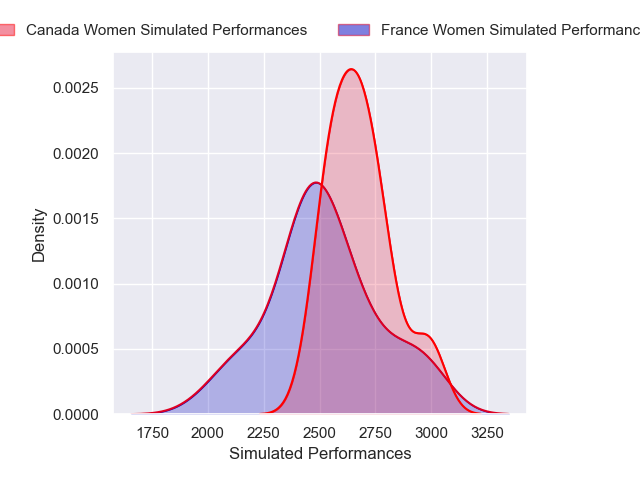 Canada Women Simulated Performances
France Women Simulated Performanc
0.0025
0.0020
0.0015
0.0010
0.0005
0.0000
Density
1750 2000 2250 2500 2750 3000 3250
Simulated Performances